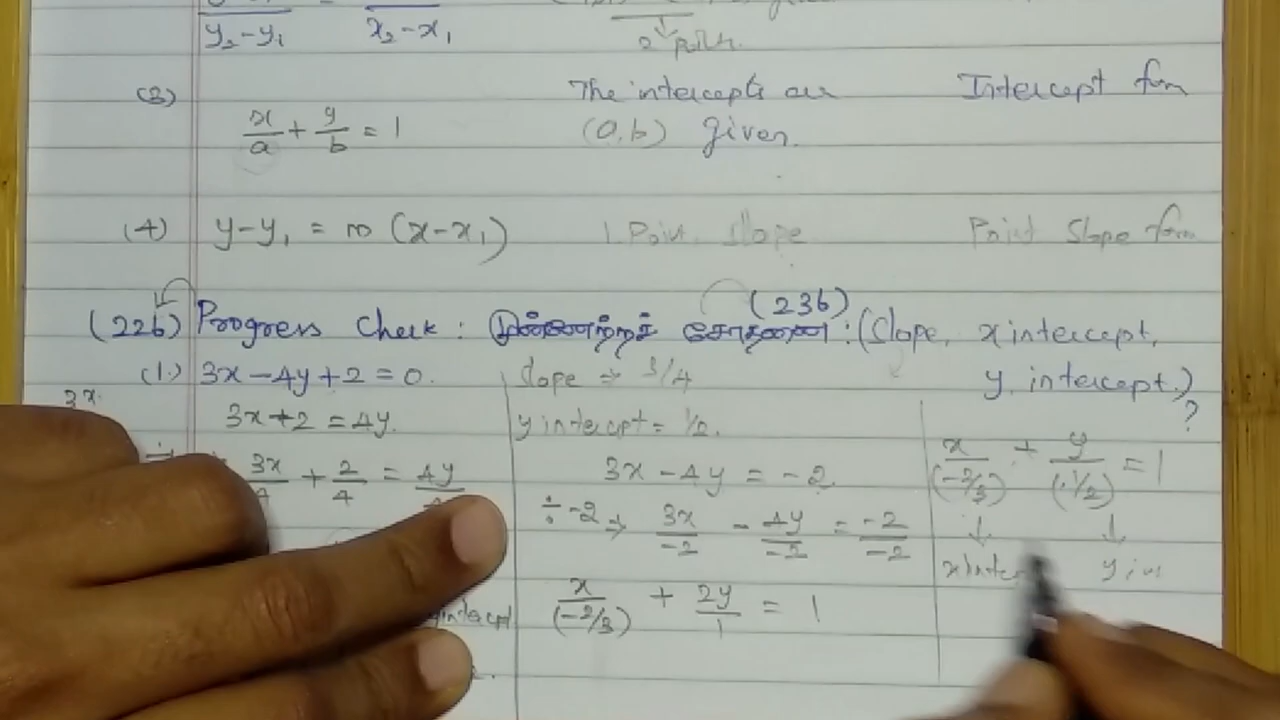 y₂-y₁ x₂-x₁
(3) x/a + y/b = 1 The intercepts are (a,b) given. Intercept form
(4) y-y₁ = m (x-x₁) 1 Point, Slope Point Slope form
(226) Progress Check : முன்னேற்றச் சோதனை : (236) (Slope, x intercept,
y intercept.) ?
(1.) 3x-4y+2=0.
3x+2 = 4y.
3x/4 + 2/4 = 4y/4
y intercept
Slope ⇒ 3/4
y intercept = 1/2.
3x - 4y = -2
÷ -2 ⇒ 3x/-2 - 4y/-2 = -2/-2
x/(-2/3) + 2y/1 = 1
x/(-2/3) + y/(1/2) = 1
↓ ↓
x inter y in